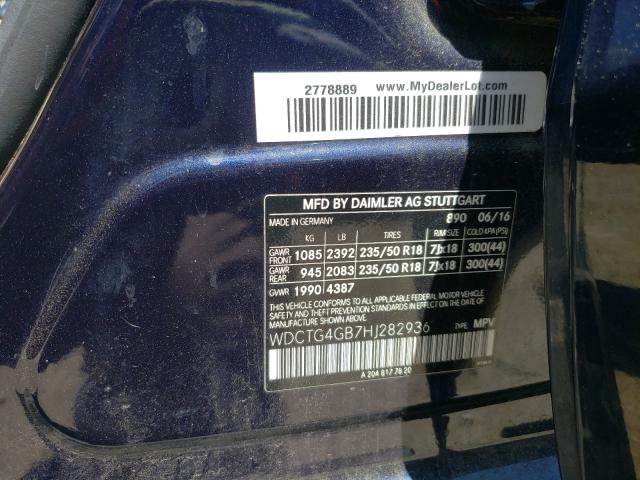 2778889 www.MyDealerLot.com
MFD BY DAIMLER AG STUTTGART
MADE IN GERMANY 890 06/16
KG LB TIRES RIM/SIZE COLD KPA (PSI)
GAWR FRONT 1085 2392 235/50 R18 7Jx18 300(44)
GAWR REAR 945 2083 235/50 R18 7Jx18 300(44)
GVWR 1990 4387
THIS VEHICLE CONFORMS TO ALL APPLICABLE FEDERAL MOTOR VEHICLE
SAFETY AND THEFT PREVENTION STANDARDS IN EFFECT ON THE DATE OF
MANUFACTURE SHOWN ABOVE.
WDCTG4GB7HJ282936 TYPE: MPV
A 204 817 78 20